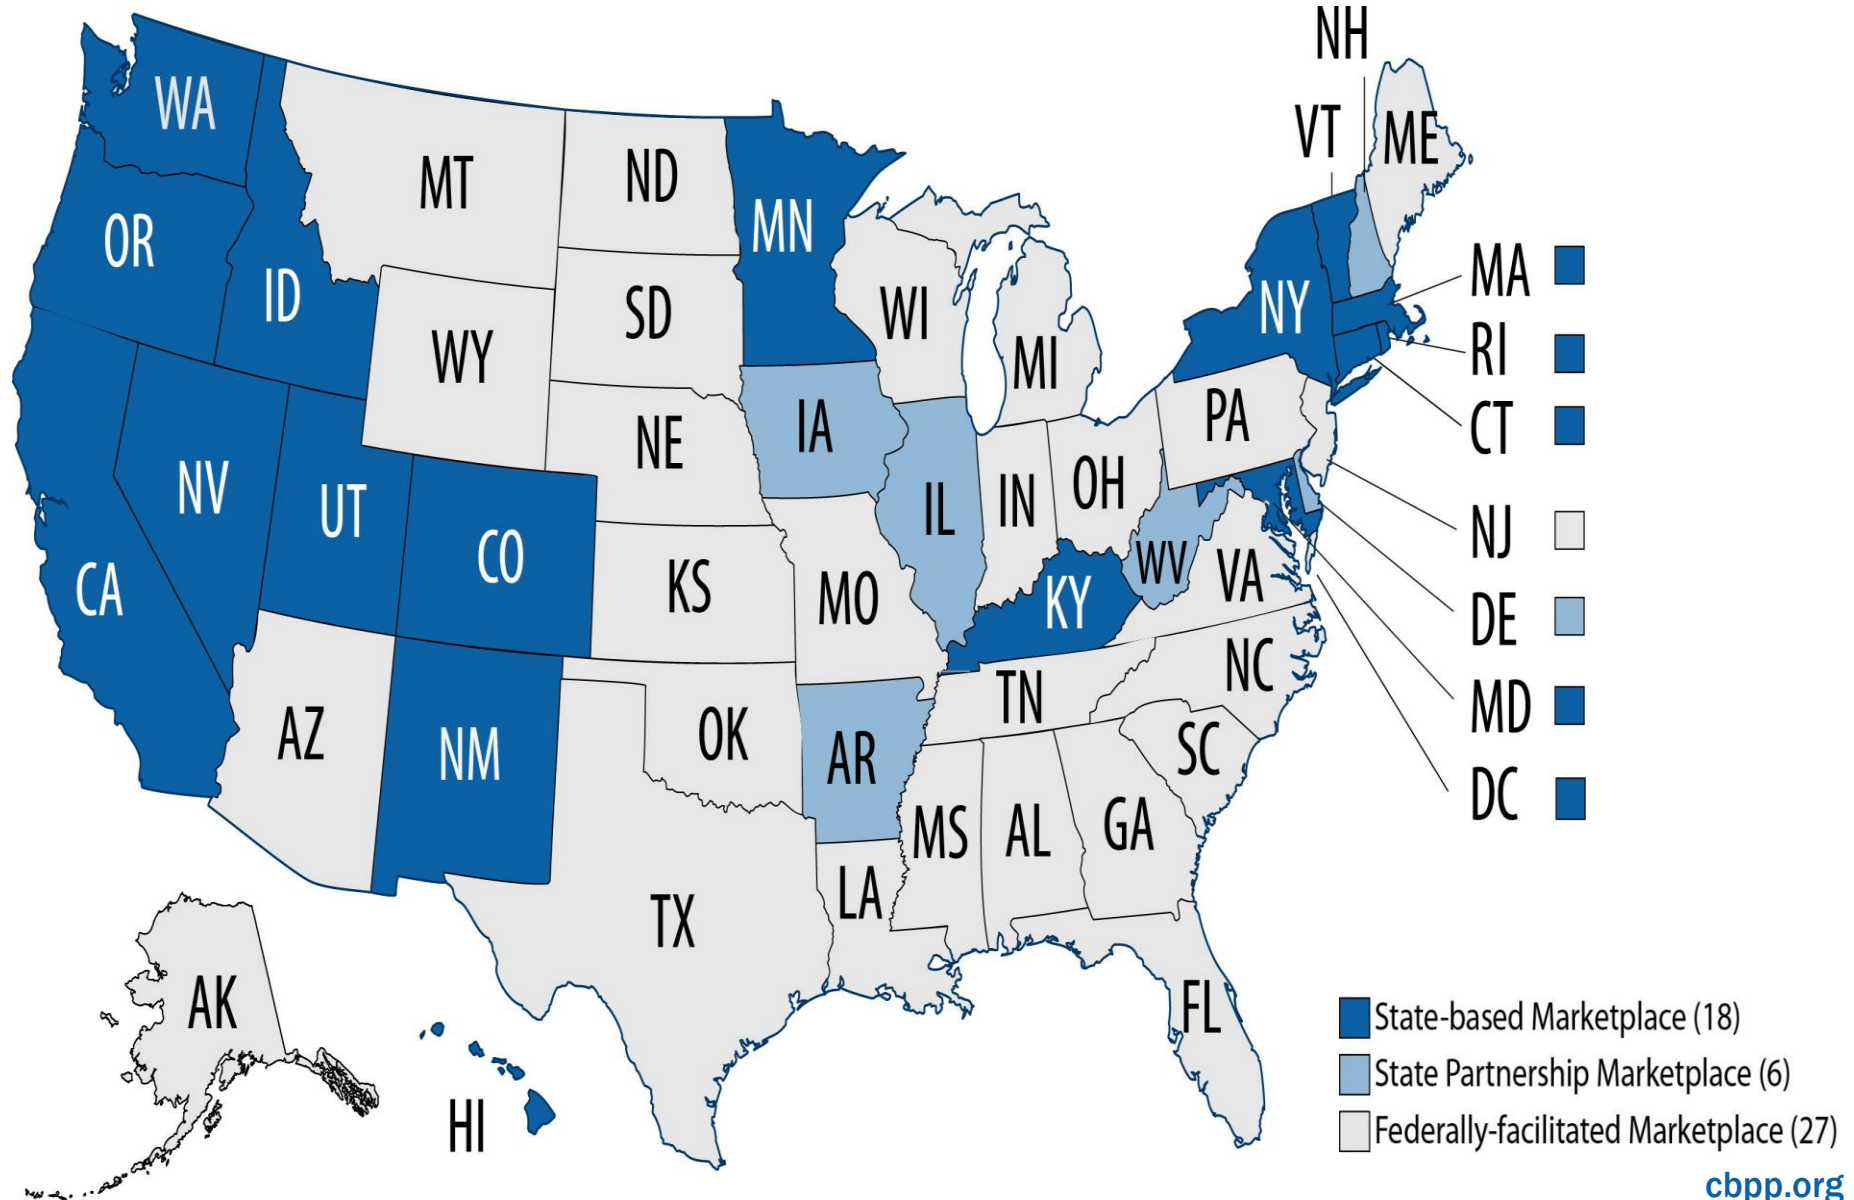 NH
VT
ME
WA
MT
ND
MN
OR
ID
SD
WI
MI
NY
MA
WY
RI
NE
IA
PA
CT
NV
UT
CO
IL
IN
OH
NJ
CA
KS
MO
KY
WV
VA
DE
AZ
NM
OK
AR
TN
NC
MD
SC
MS
AL
GA
DC
TX
LA
AK
FL
HI
State-based Marketplace (18)
State Partnership Marketplace (6)
Federally-facilitated Marketplace (27)
cbpp.org